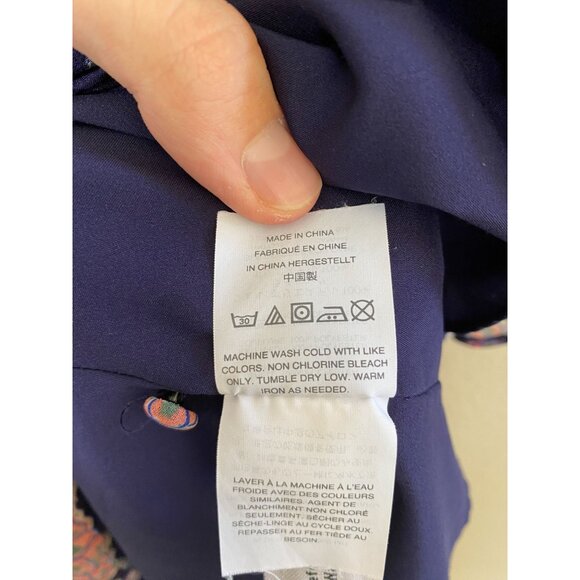 MADE IN CHINA
FABRIQUÉ EN CHINE
IN CHINA HERGESTELLT
中国製
30
MACHINE WASH COLD WITH LIKE
COLORS. NON CHLORINE BLEACH
ONLY. TUMBLE DRY LOW. WARM
IRON AS NEEDED.
LAVER À LA MACHINE À L'EAU
FROIDE AVEC DES COULEURS
SIMILAIRES. AGENT DE
BLANCHIMENT NON CHLORÉ
SEULEMENT. SÉCHER AU
SÈCHE-LINGE AU CYCLE DOUX.
REPASSER AU FER TIÈDE AU
BESOIN.